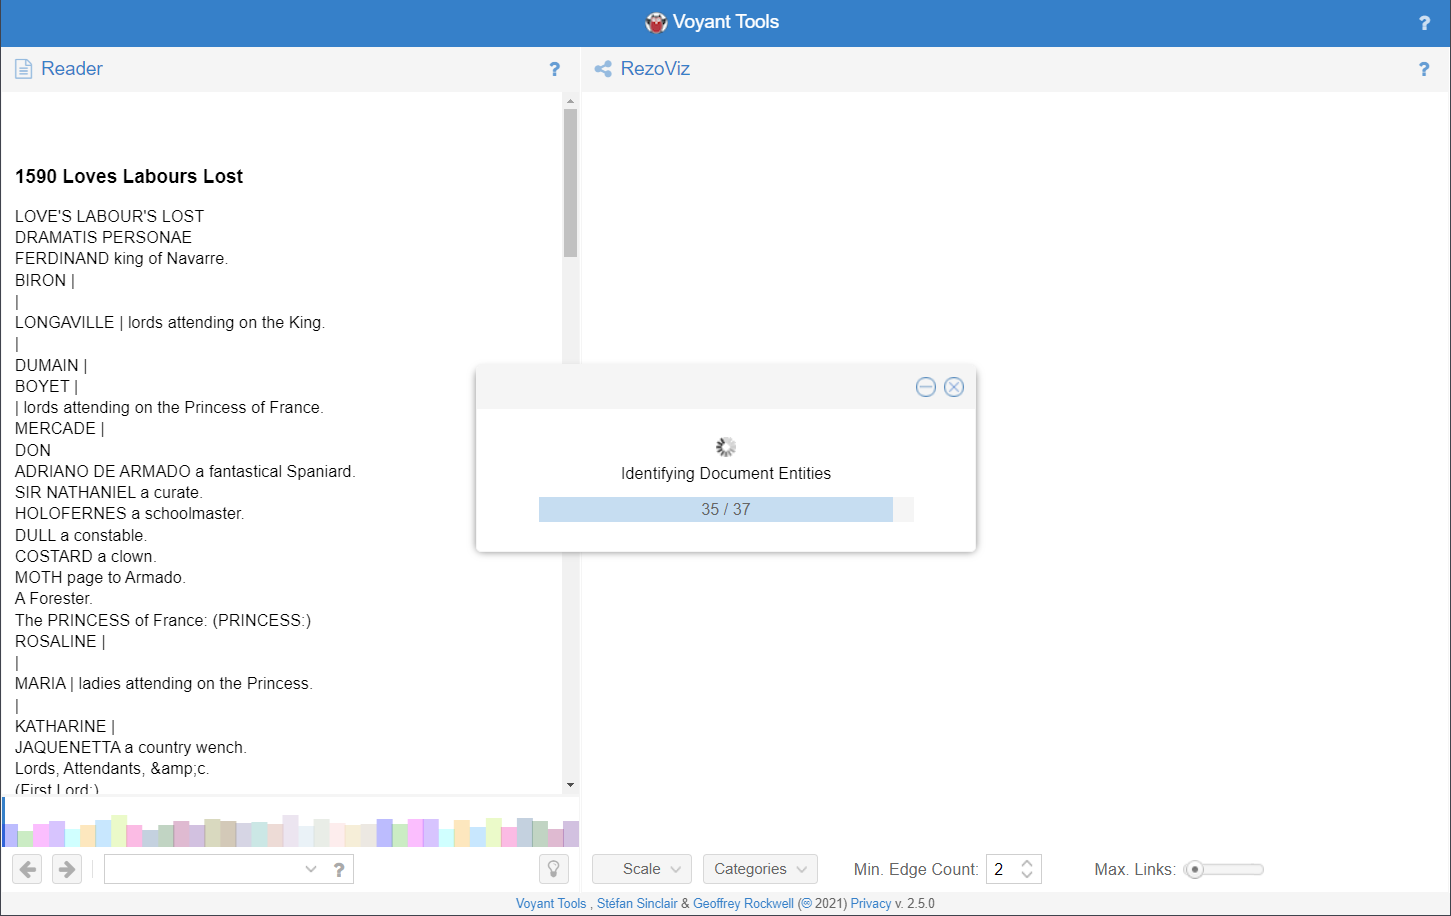 Voyant Tools
?
Reader
?
RezoViz
?
1590 Loves Labours Lost
LOVE'S LABOUR'S LOST
DRAMATIS PERSONAE
FERDINAND king of Navarre.
BIRON |
|
LONGAVILLE | lords attending on the King.
|
DUMAIN |
BOYET |
| lords attending on the Princess of France.
MERCADE |
DON
ADRIANO DE ARMADO a fantastical Spaniard.
SIR NATHANIEL a curate.
HOLOFERNES a schoolmaster.
DULL a constable.
COSTARD a clown.
MOTH page to Armado.
A Forester.
The PRINCESS of France: (PRINCESS:)
ROSALINE |
|
MARIA | ladies attending on the Princess.
|
KATHARINE |
JAQUENETTA a country wench.
Lords, Attendants, &amp;c.
(First Lord:)
Identifying Document Entities
35 / 37
?
Scale
Categories
Min. Edge Count: 2
Max. Links:
Voyant Tools , Stéfan Sinclair & Geoffrey Rockwell (🄯 2021) Privacy v. 2.5.0